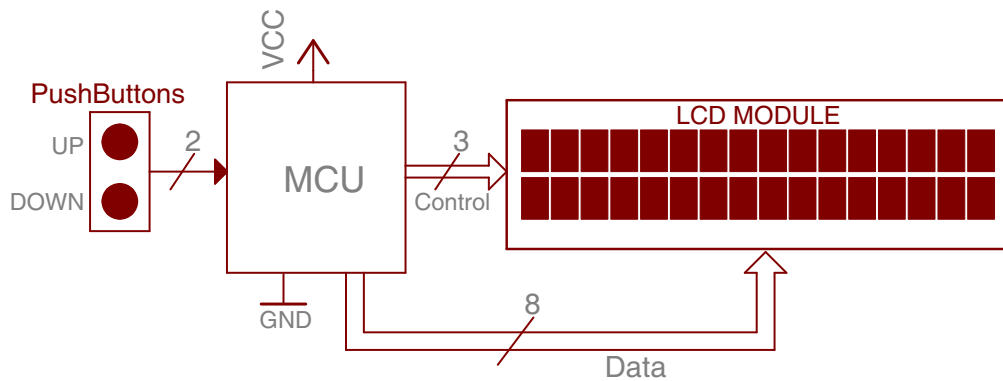 VCC
PushButtons
UP
DOWN
2
MCU
3
Control
LCD MODULE
GND
8
Data